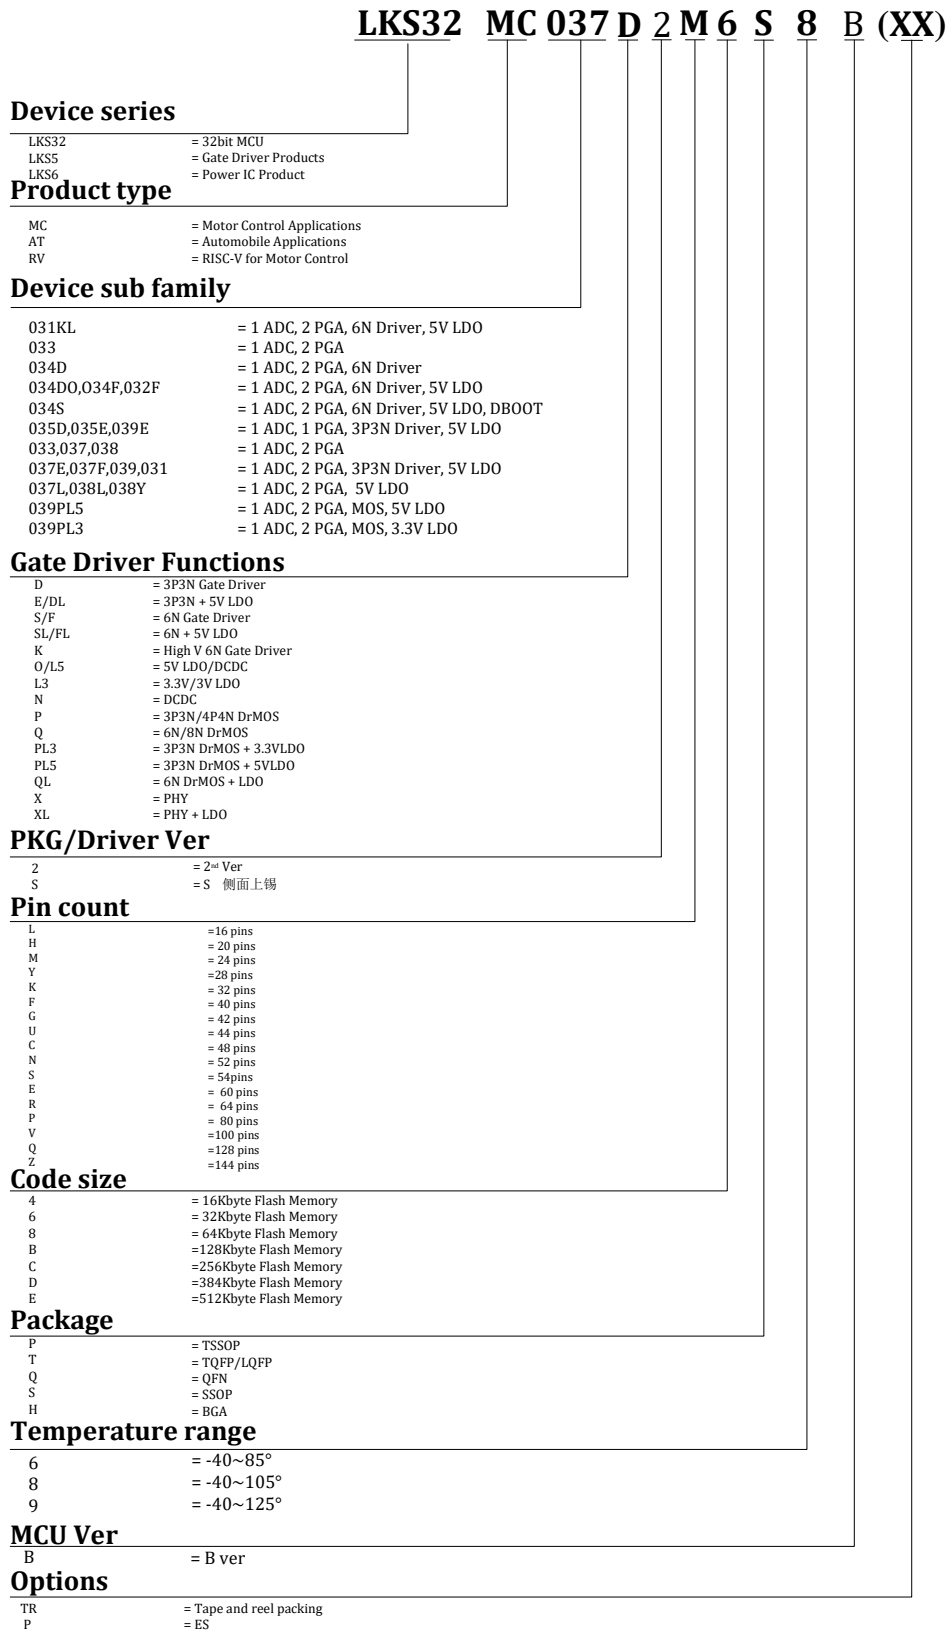 LKS32 MC 037 D 2 M 6 S 8 B (XX)
Device series
LKS32 = 32bit MCU
LKS5 = Gate Driver Products
LKS6 = Power IC Product
Product type
MC = Motor Control Applications
AT = Automobile Applications
RV = RISC-V for Motor Control
Device sub family
031KL = 1 ADC, 2 PGA, 6N Driver, 5V LDO
033 = 1 ADC, 2 PGA
034D = 1 ADC, 2 PGA, 6N Driver
034DO,034F,032F = 1 ADC, 2 PGA, 6N Driver, 5V LDO
034S = 1 ADC, 2 PGA, 6N Driver, 5V LDO, DBOOT
035D,035E,039E = 1 ADC, 1 PGA, 3P3N Driver, 5V LDO
033,037,038 = 1 ADC, 2 PGA
037E,037F,039,031 = 1 ADC, 2 PGA, 3P3N Driver, 5V LDO
037L,038L,038Y = 1 ADC, 2 PGA, 5V LDO
039PL5 = 1 ADC, 2 PGA, MOS, 5V LDO
039PL3 = 1 ADC, 2 PGA, MOS, 3.3V LDO
Gate Driver Functions
D = 3P3N Gate Driver
E/DL = 3P3N + 5V LDO
S/F = 6N Gate Driver
SL/FL = 6N + 5V LDO
K = High V 6N Gate Driver
O/L5 = 5V LDO/DCDC
L3 = 3.3V/3V LDO
N = DCDC
P = 3P3N/4P4N DrMOS
Q = 6N/8N DrMOS
PL3 = 3P3N DrMOS + 3.3VLDO
PL5 = 3P3N DrMOS + 5VLDO
QL = 6N DrMOS + LDO
X = PHY
XL = PHY + LDO
PKG/Driver Ver
2 = 2nd Ver
S = S 侧面上锡
Pin count
L =16 pins
H = 20 pins
M = 24 pins
Y =28 pins
K = 32 pins
F = 40 pins
G = 42 pins
U = 44 pins
C = 48 pins
N = 52 pins
S = 54pins
E = 60 pins
R = 64 pins
P = 80 pins
V =100 pins
Q =128 pins
Z =144 pins
Code size
4 = 16Kbyte Flash Memory
6 = 32Kbyte Flash Memory
8 = 64Kbyte Flash Memory
B =128Kbyte Flash Memory
C =256Kbyte Flash Memory
D =384Kbyte Flash Memory
E =512Kbyte Flash Memory
Package
P = TSSOP
T = TQFP/LQFP
Q = QFN
S = SSOP
H = BGA
Temperature range
6 = -40~85°
8 = -40~105°
9 = -40~125°
MCU Ver
B = B ver
Options
TR = Tape and reel packing
P = ES